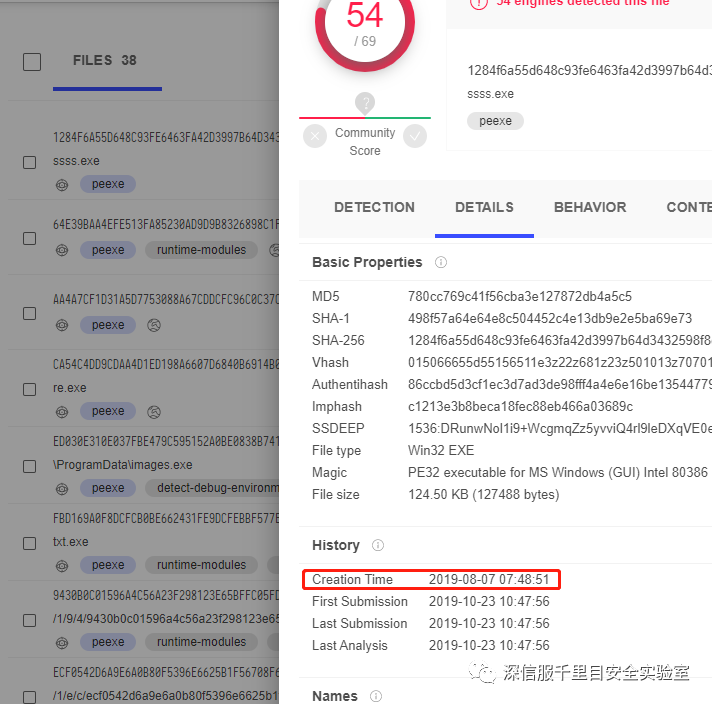 FILES 38
1284F6A55D648C93FE6463FA42D3997B64D343
ssss.exe
peexe
64E39BAA4EFE513FA85230AD9D9B8326898C1F
peexe runtime-modules
AA4A7CF1D31A5D7753088A67CDDCFC96C0C37C
peexe
CA54C4DD9CDAA4D1ED198A6607D6840B6914B0
re.exe
peexe
ED030E310E037FBE479C595152A0BE0838B741
\ProgramData\images.exe
peexe detect-debug-environm
FBD169A0F8DCFCB0BE662431FE9DCFEBBF577E
txt.exe
peexe runtime-modules
9430B0C01596A4C56A23F298123E65BFFC05FD
/1/9/4/9430b0c01596a4c56a23f298123e65
peexe runtime-modules
ECF0542D6A9E6A0B80F5396E6625B1F56708F6
/1/e/c/ecf0542d6a9e6a0b80f5396e6625b1
54
/ 69
?
Community
Score
54 engines detected this file
1284f6a55d648c93fe6463fa42d3997b64d3
ssss.exe
peexe
DETECTION DETAILS BEHAVIOR CONTE
Basic Properties
MD5 780cc769c41f56cba3e127872db4a5c5
SHA-1 498f57a64e64e8c504452c4e13db9e2e5ba69e73
SHA-256 1284f6a55d648c93fe6463fa42d3997b64d3432598f8
Vhash 015066655d55156511e3z22z681z23z501013z70701
Authentihash 86ccbd5d3cf1ec3d7ad3de98fff4a4e6e16be13544779
Imphash c1213e3b8beca18fec88eb466a03689c
SSDEEP 1536:DRunwNol1i9+WcgmqZz5yvviQ4rl9leDXqVE0e
File type Win32 EXE
Magic PE32 executable for MS Windows (GUI) Intel 80386
File size 124.50 KB (127488 bytes)
History
Creation Time 2019-08-07 07:48:51
First Submission 2019-10-23 10:47:56
Last Submission 2019-10-23 10:47:56
Last Analysis 2019-10-23 10:47:56
深信服千里目安全实验室
Names